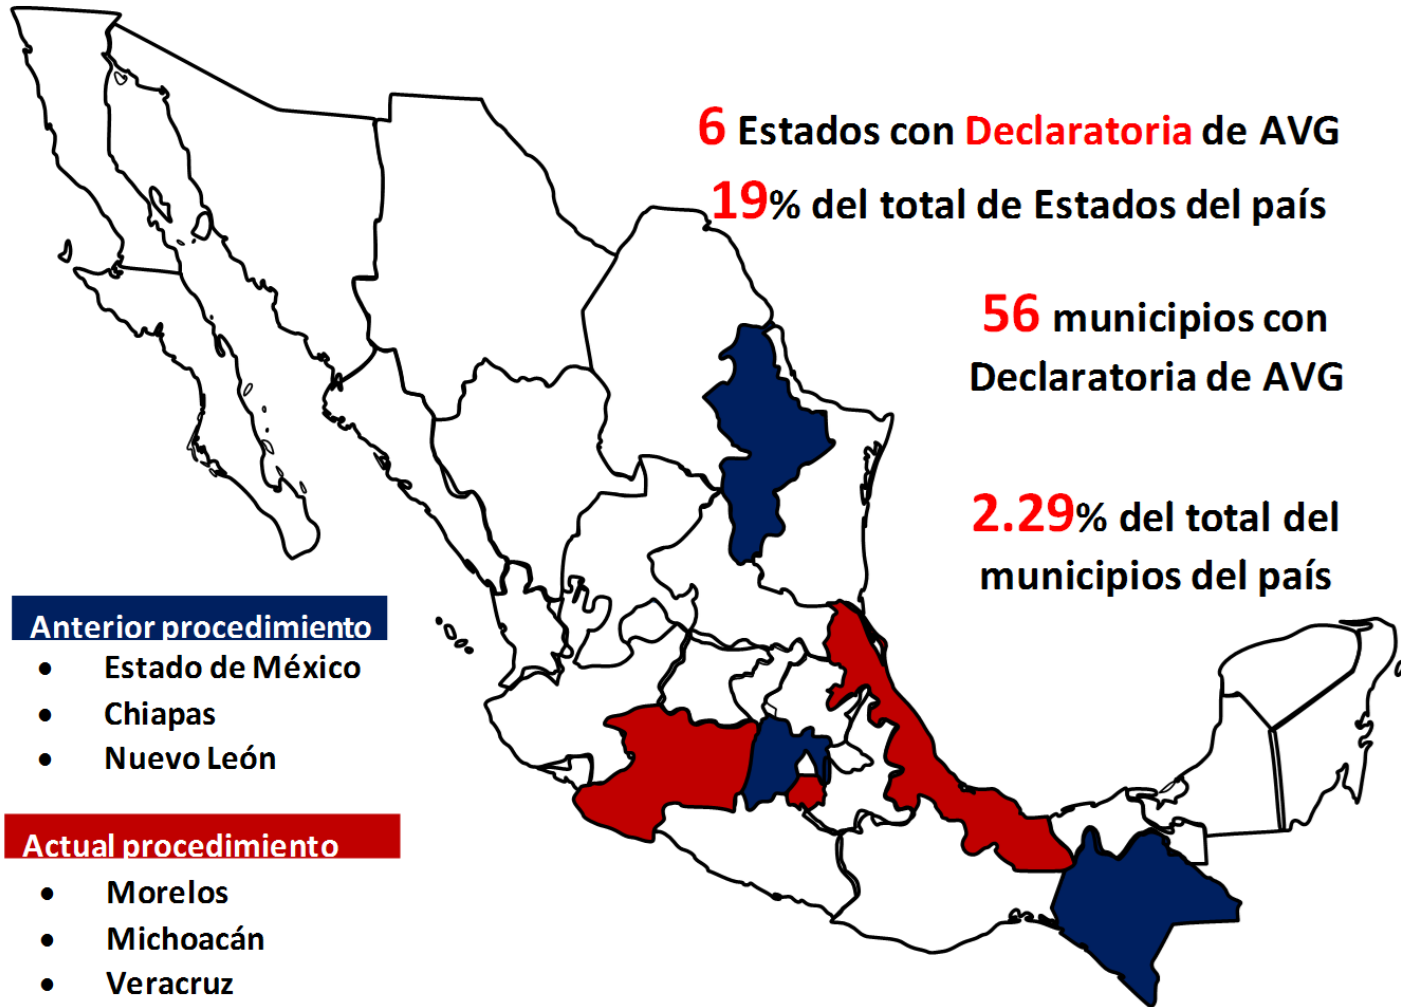 6 Estados con Declaratoria de AVG
19% del total de Estados del país
56 municipios con
Declaratoria de AVG
2.29% del total del
municipios del país
Anterior procedimiento
• Estado de México
• Chiapas
• Nuevo León
Actual procedimiento
• Morelos
• Michoacán
• Veracruz